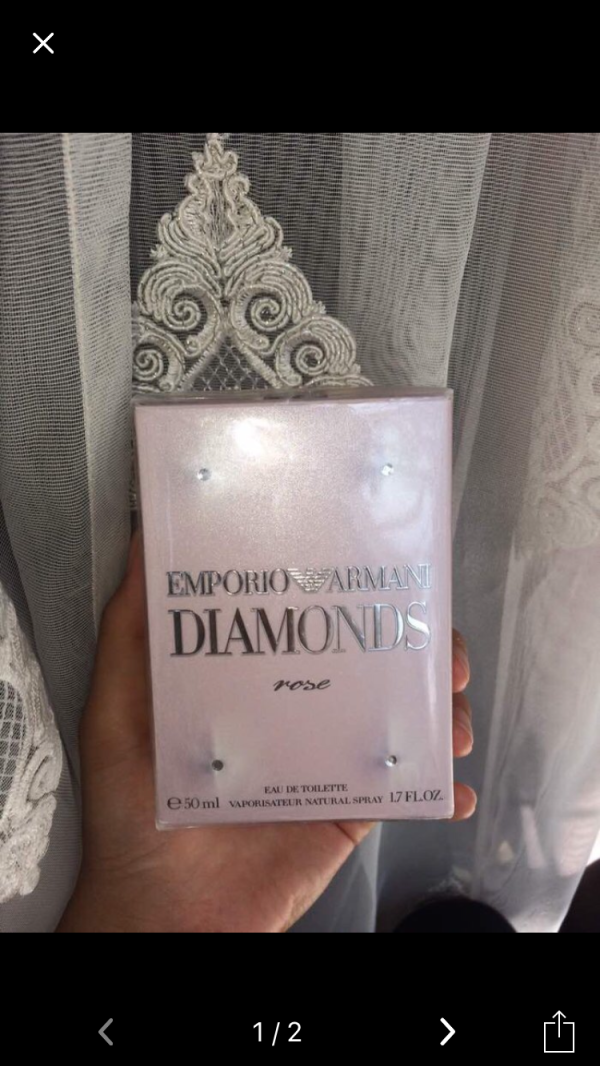 EMPORIO ARMANI
DIAMONDS
rose
EAU DE TOILETTE
℮ 50 ml VAPORISATEUR NATURAL SPRAY 1.7 FL.OZ.
1 / 2